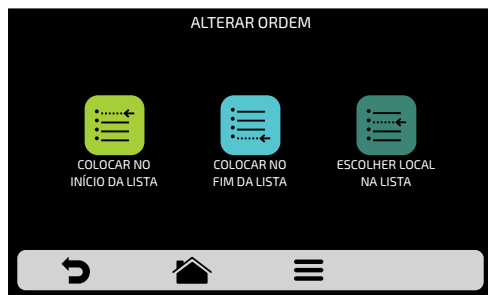 ALTERAR ORDEM
COLOCAR NO
INÍCIO DA LISTA
COLOCAR NO
FIM DA LISTA
ESCOLHER LOCAL
NA LISTA